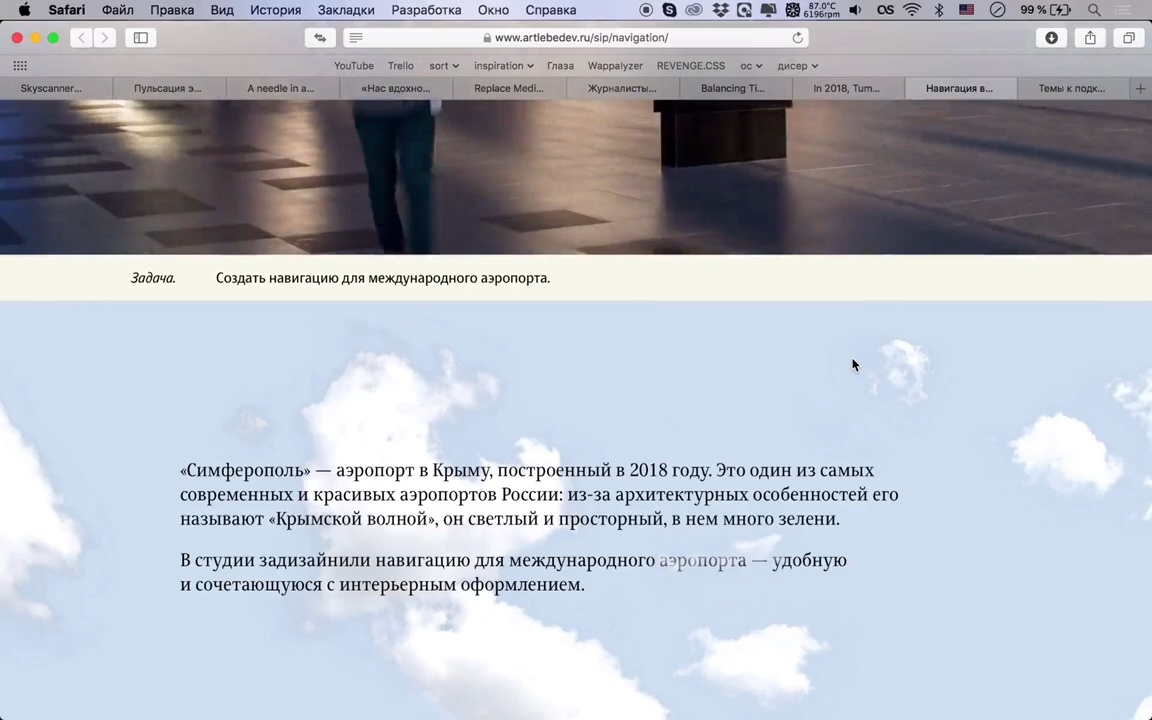 Safari Файл Правка Вид История Закладки Разработка Окно Справка 87.0°C 6196rpm 99 %
www.artlebedev.ru/sip/navigation/
YouTube Trello sort inspiration Глаза Wappalyzer REVENGE.CSS ос дисер
Skyscanner... Пульсация э... A needle in a... «Нас вдохно... Replace Medi... Журналисты... Balancing Ti... In 2018, Tum... Навигация в... Темы к подк...
Задача. Создать навигацию для международного аэропорта.
«Симферополь» — аэропорт в Крыму, построенный в 2018 году. Это один из самых
современных и красивых аэропортов России: из-за архитектурных особенностей его
называют «Крымской волной», он светлый и просторный, в нем много зелени.
В студии задизайнили навигацию для международного аэропорта — удобную
и сочетающуюся с интерьерным оформлением.